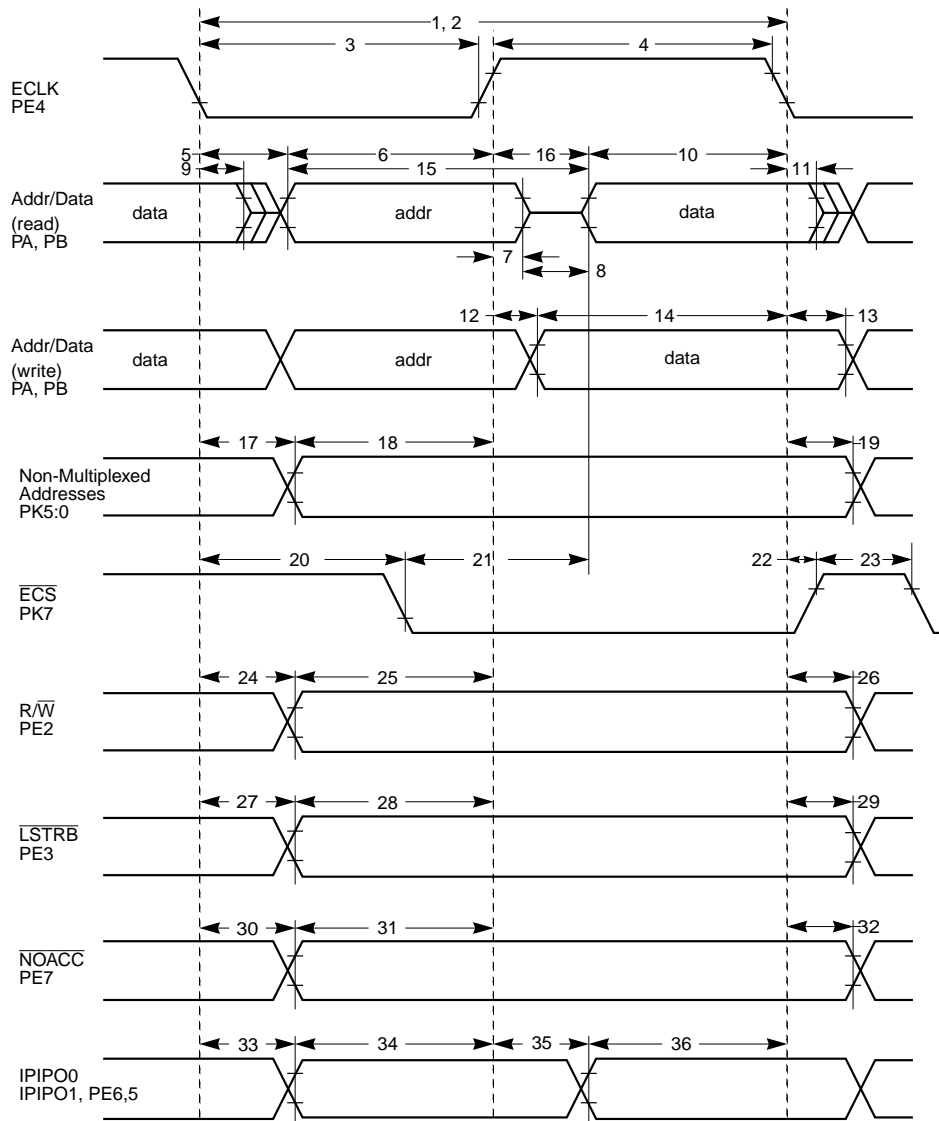 1, 2
3
4
ECLK
PE4
5
6
16
10
9
15
11
Addr/Data
(read)
PA, PB
data
addr
data
7
8
12
14
13
Addr/Data
(write)
PA, PB
data
addr
data
17
18
19
Non-Multiplexed
Addresses
PK5:0
20
21
22
23
ECS
PK7
24
25
26
R/W
PE2
27
28
29
LSTRB
PE3
30
31
32
NOACC
PE7
33
34
35
36
IPIPO0
IPIPO1, PE6,5